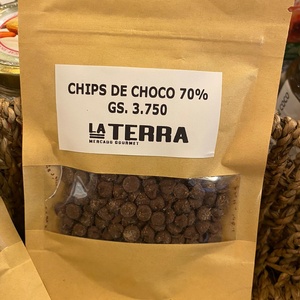 CHIPS DE CHOCO 70%
GS. 3.750
LA TERRA
MERCADO GOURMET